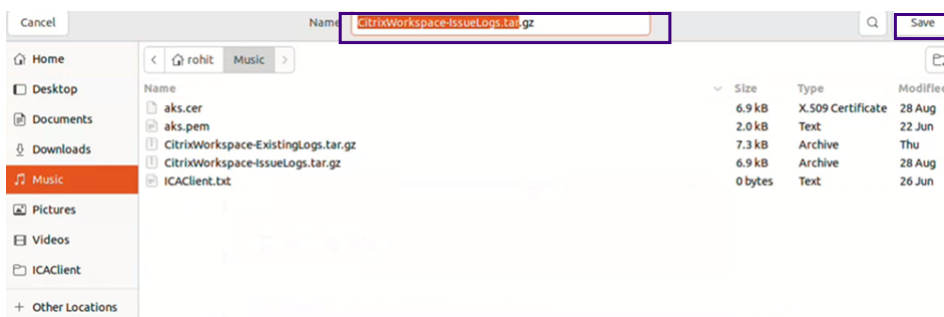 Cancel Name CitrixWorkspace-IssueLogs.tar.gz Save
Home
Desktop
Documents
Downloads
Music
Pictures
Videos
ICAClient
+ Other Locations
< rohit Music >
Name Size Type Modified
aks.cer 6.9 kB X.509 Certificate 28 Aug
aks.pem 2.0 kB Text 22 Jun
CitrixWorkspace-ExistingLogs.tar.gz 7.3 kB Archive Thu
CitrixWorkspace-IssueLogs.tar.gz 6.9 kB Archive 28 Aug
ICAClient.txt 0 bytes Text 26 Jun